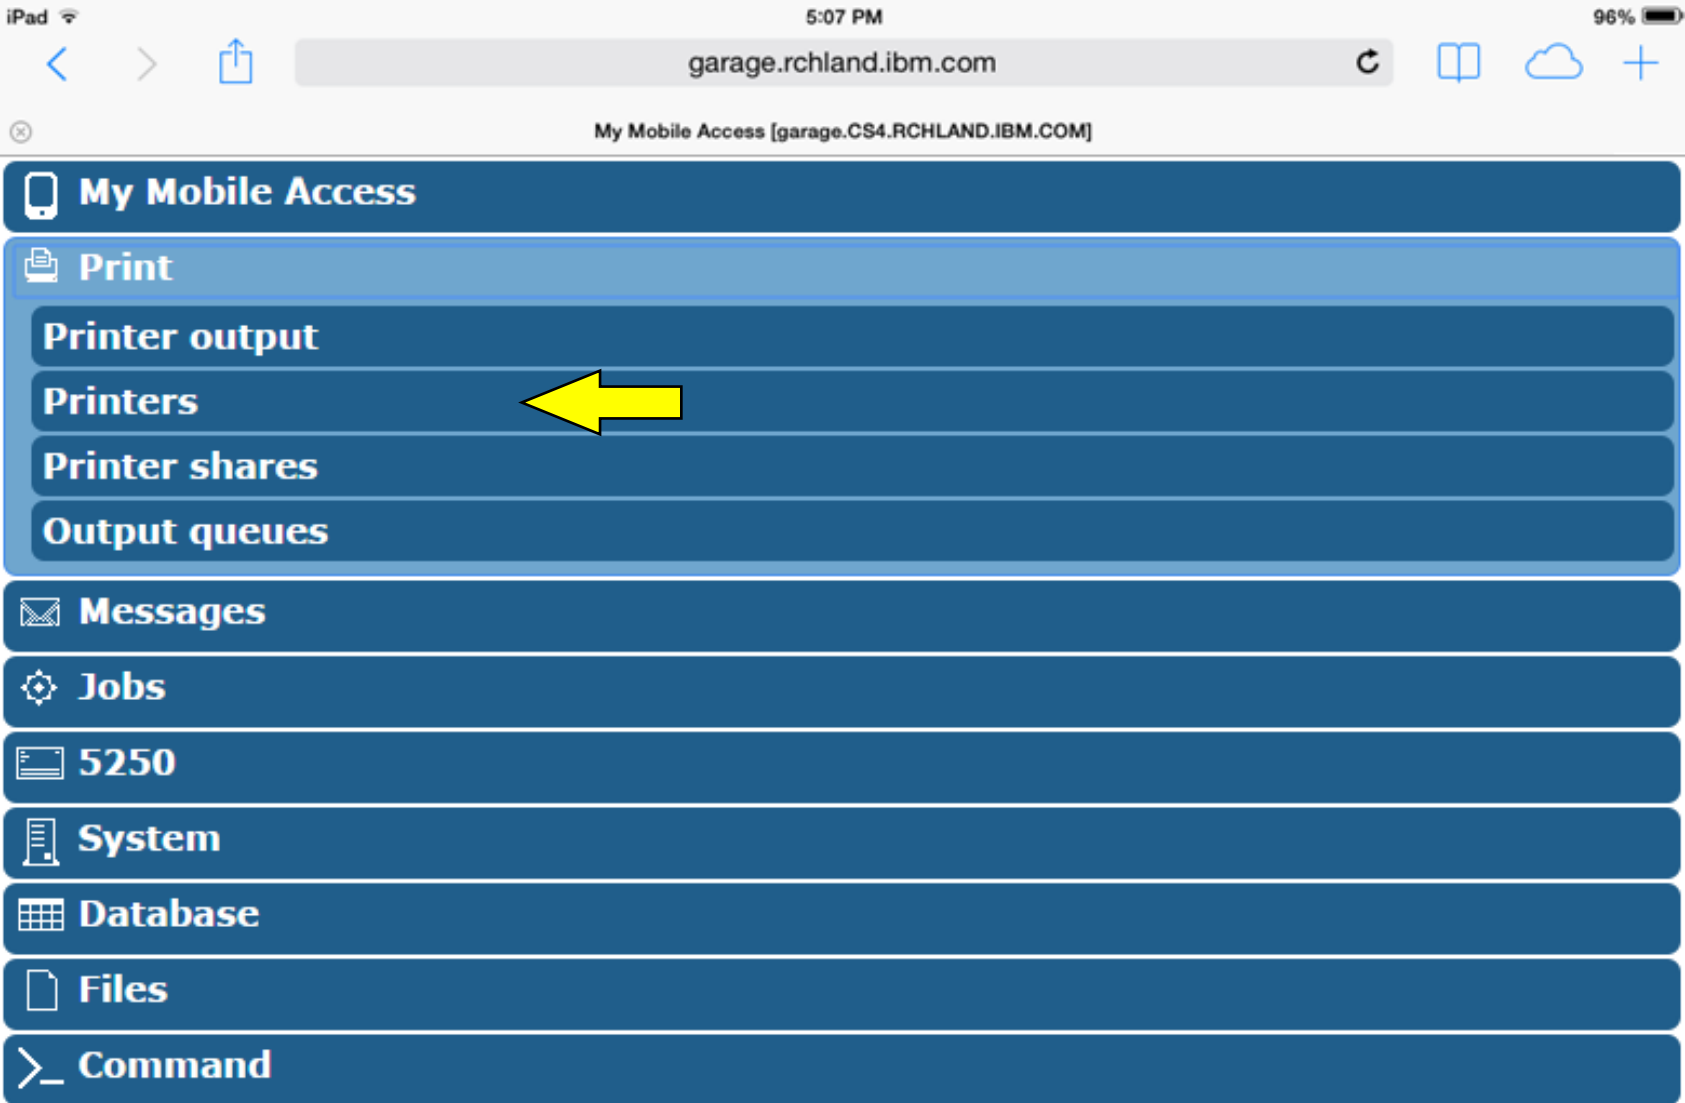 iPad 5:07 PM 96%
garage.rchland.ibm.com
My Mobile Access [garage.CS4.RCHLAND.IBM.COM]
My Mobile Access
Print
Printer output
Printers
Printer shares
Output queues
Messages
Jobs
5250
System
Database
Files
Command